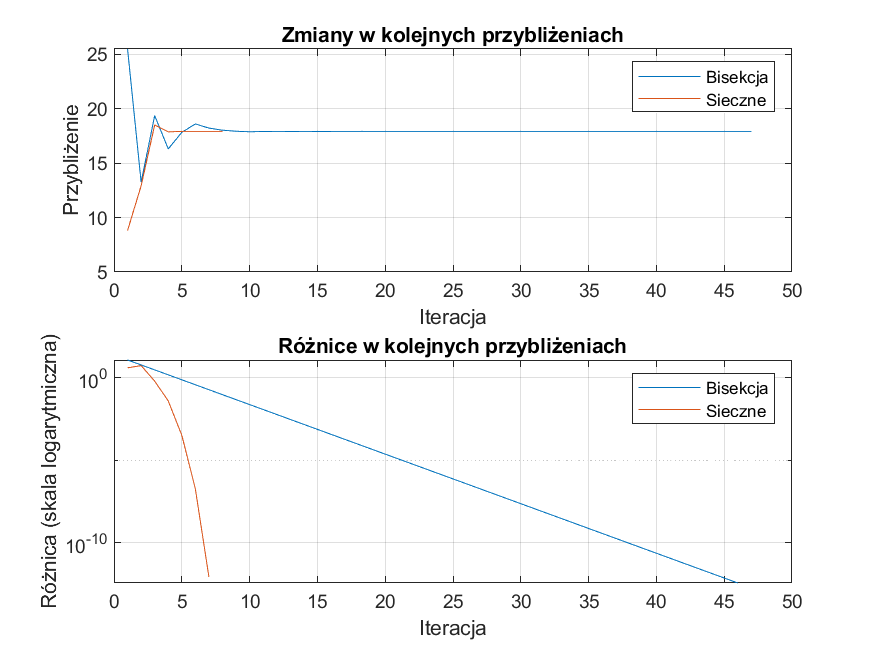 Zmiany w kolejnych przybliżeniach
25
20
15
10
5
Przybliżenie
Bisekcja
Sieczne
0 5 10 15 20 25 30 35 40 45 50
Iteracja
Różnice w kolejnych przybliżeniach
10^0
10^-10
Różnica (skala logarytmiczna)
Bisekcja
Sieczne
0 5 10 15 20 25 30 35 40 45 50
Iteracja